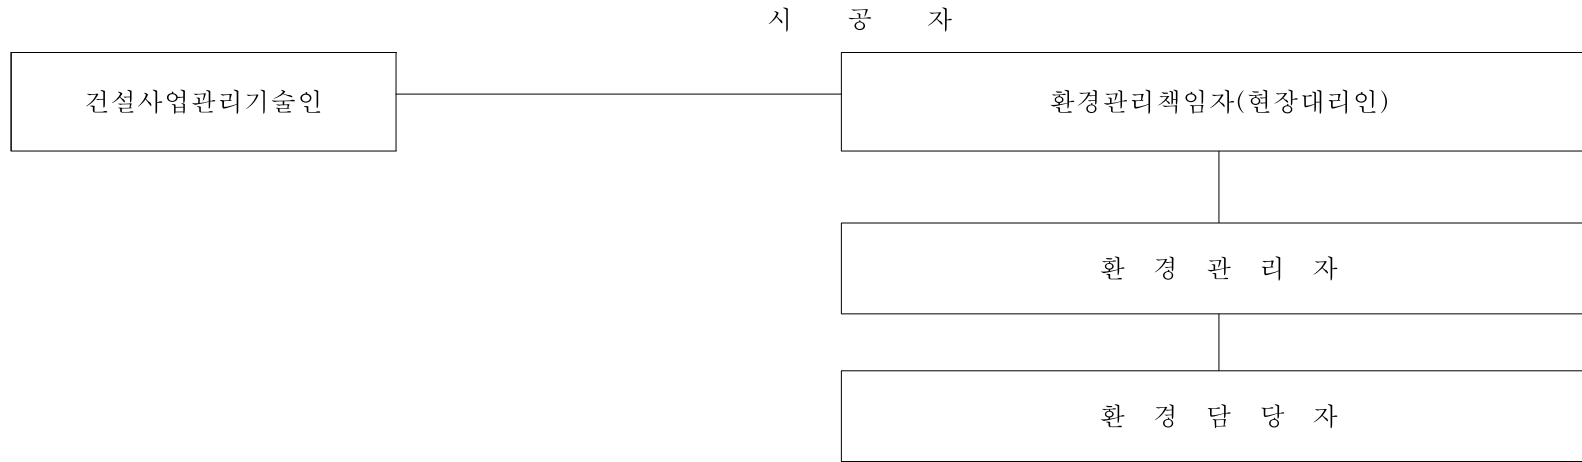 시 공 자
건설사업관리기술인
환경관리책임자(현장대리인)
환 경 관 리 자
환 경 담 당 자